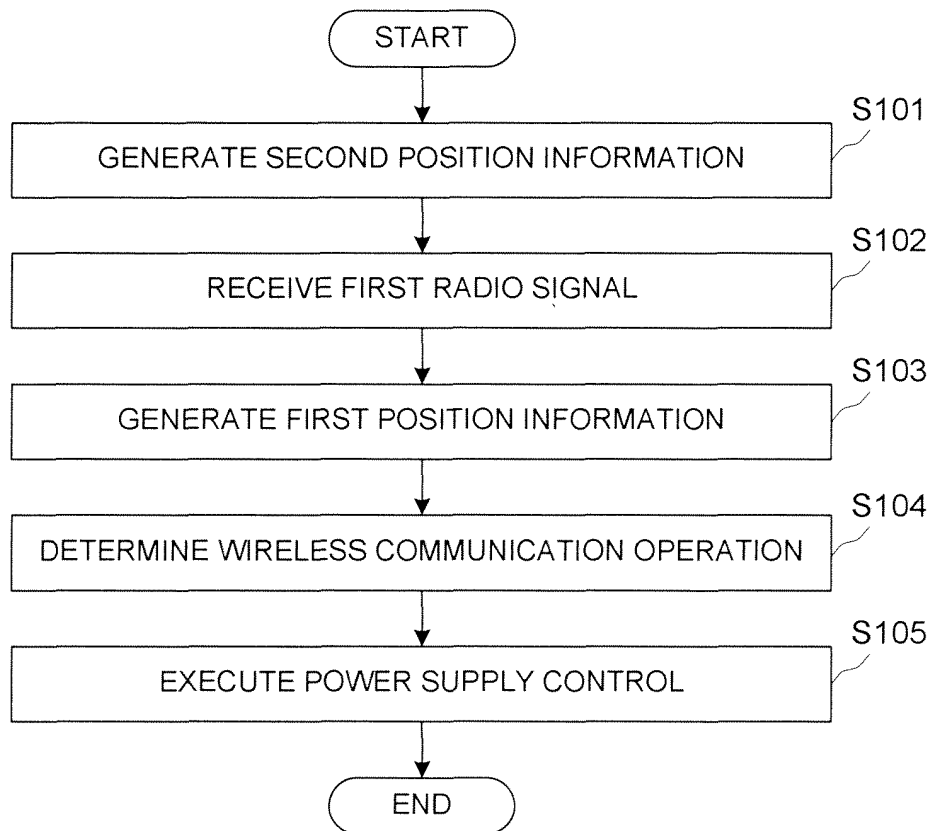 START
S101
GENERATE SECOND POSITION INFORMATION
S102
RECEIVE FIRST RADIO SIGNAL
S103
GENERATE FIRST POSITION INFORMATION
S104
DETERMINE WIRELESS COMMUNICATION OPERATION
S105
EXECUTE POWER SUPPLY CONTROL
END